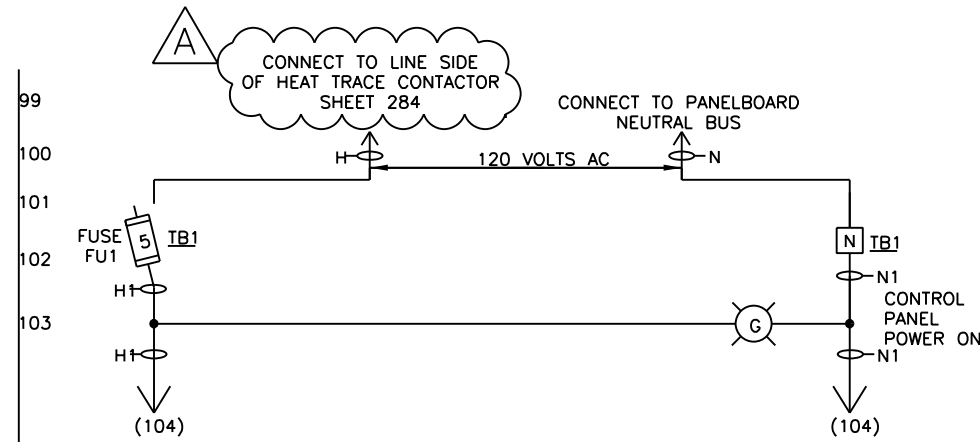 A
CONNECT TO LINE SIDE
OF HEAT TRACE CONTACTOR
SHEET 284
99
CONNECT TO PANELBOARD
NEUTRAL BUS
100
H
120 VOLTS AC
N
101
FUSE
FU1
5
TB1
N
TB1
102
H1
N1
CONTROL
PANEL
POWER ON
103
G
H1
N1
(104)
(104)